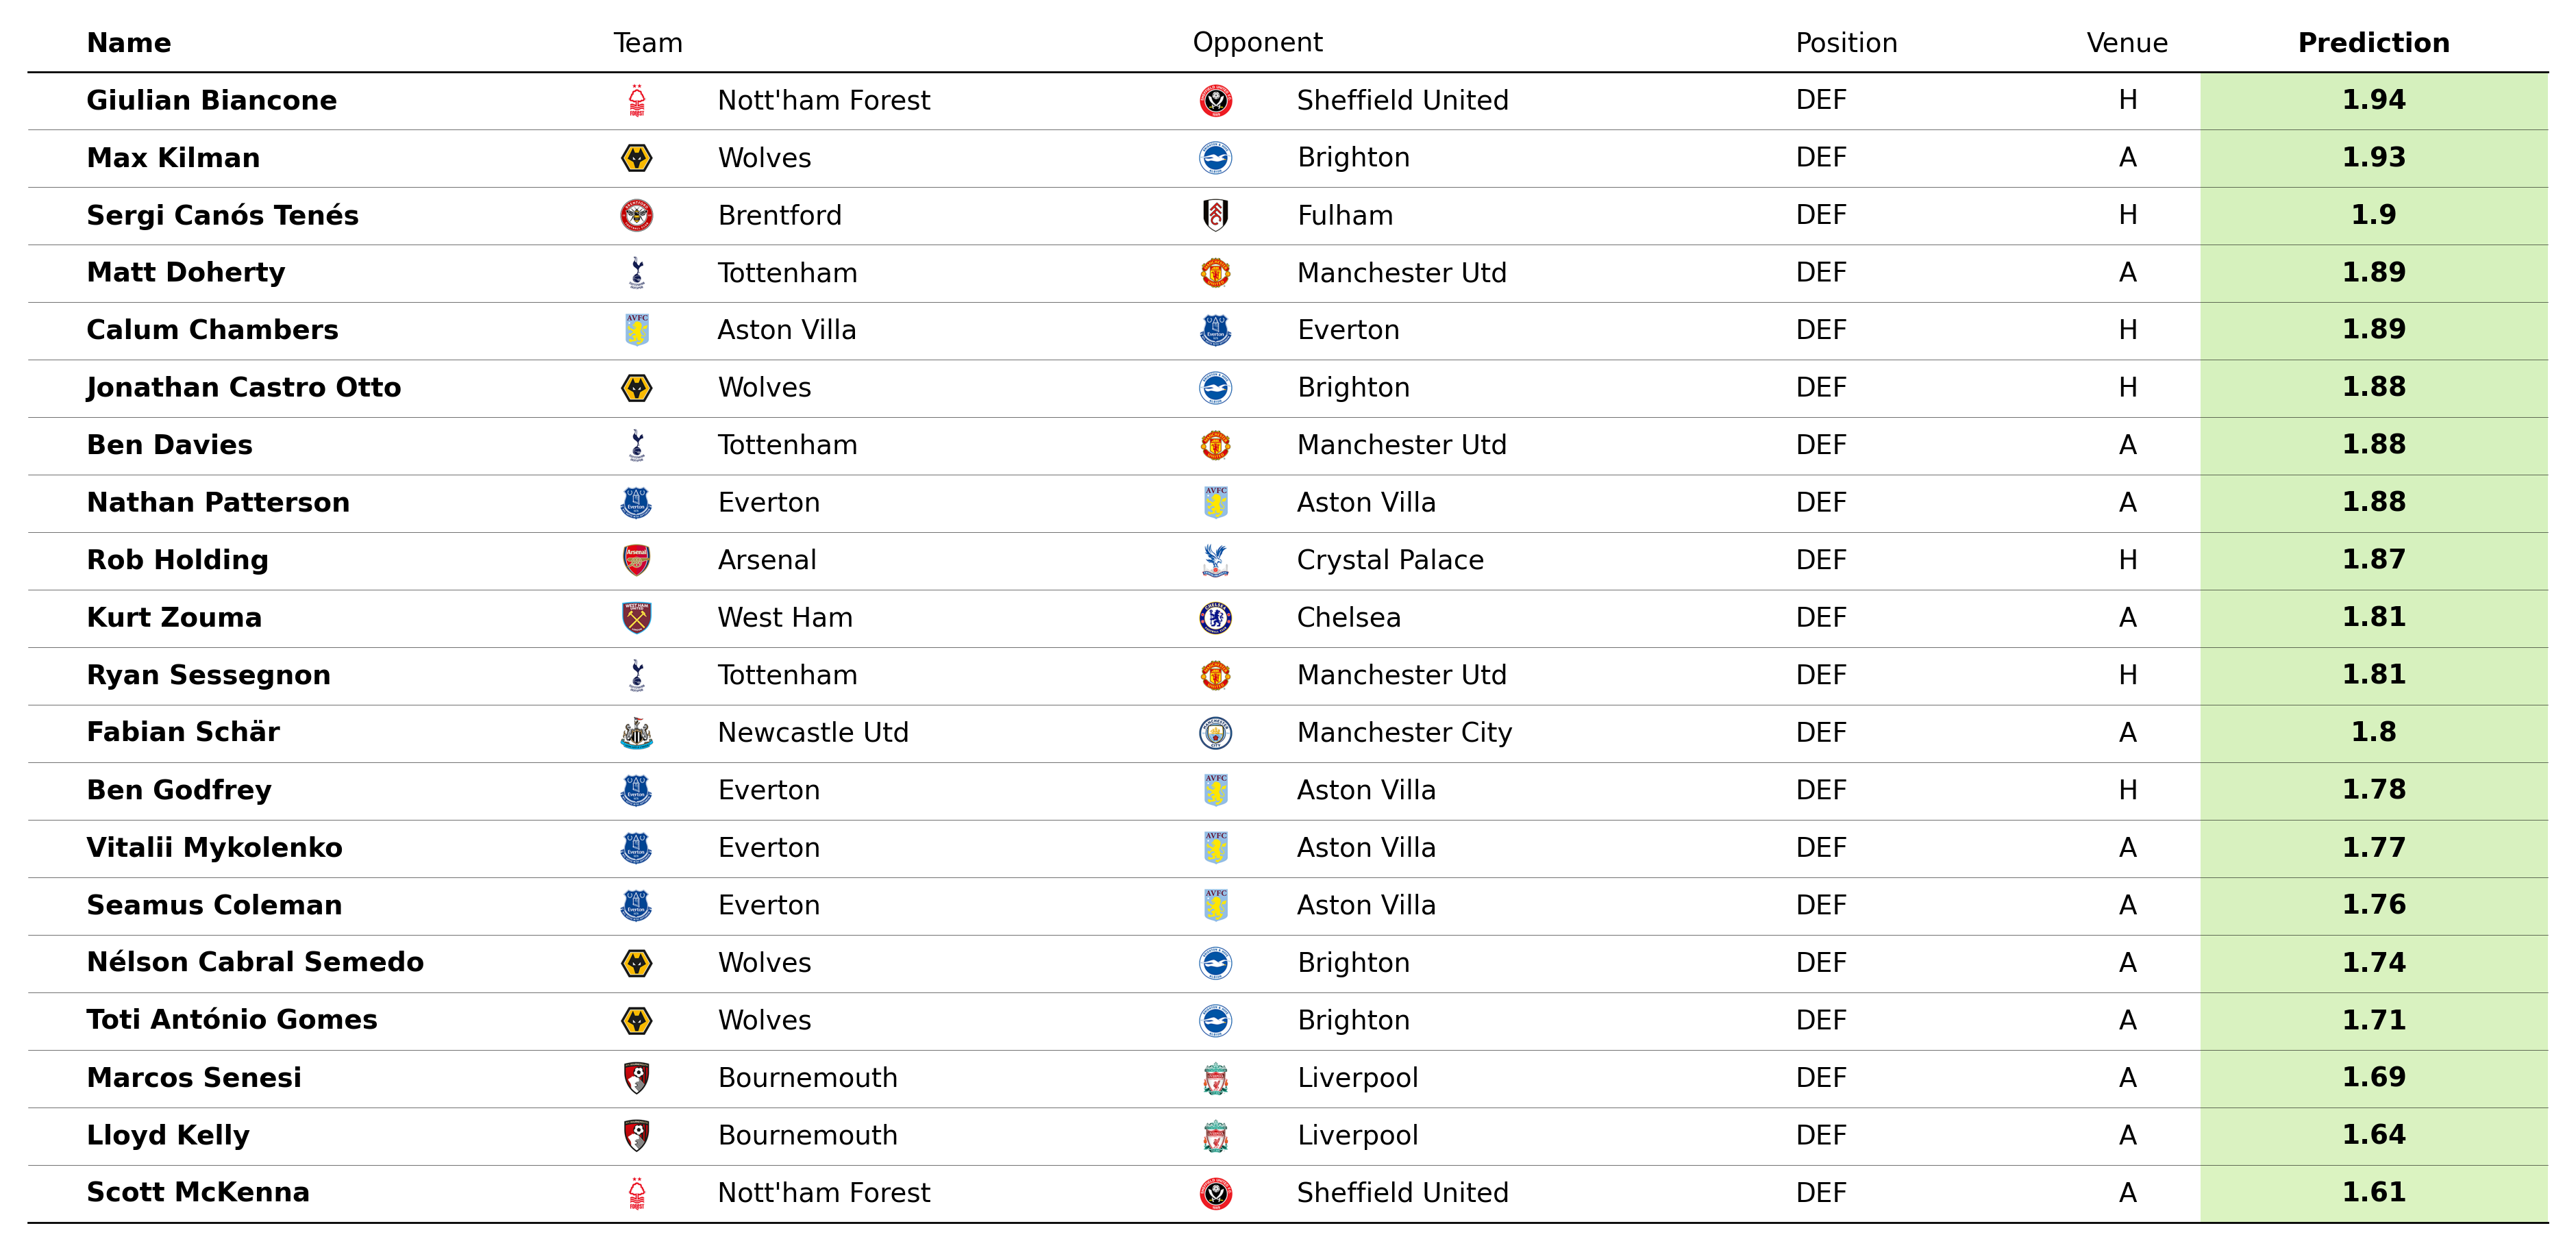 Name Team Opponent Position Venue Prediction
Giulian Biancone Nott'ham Forest Sheffield United DEF H 1.94
Max Kilman Wolves Brighton DEF A 1.93
Sergi Canós Tenés Brentford Fulham DEF H 1.9
Matt Doherty Tottenham Manchester Utd DEF A 1.89
Calum Chambers Aston Villa Everton DEF H 1.89
Jonathan Castro Otto Wolves Brighton DEF H 1.88
Ben Davies Tottenham Manchester Utd DEF A 1.88
Nathan Patterson Everton Aston Villa DEF A 1.88
Rob Holding Arsenal Crystal Palace DEF H 1.87
Kurt Zouma West Ham Chelsea DEF A 1.81
Ryan Sessegnon Tottenham Manchester Utd DEF H 1.81
Fabian Schär Newcastle Utd Manchester City DEF A 1.8
Ben Godfrey Everton Aston Villa DEF H 1.78
Vitalii Mykolenko Everton Aston Villa DEF A 1.77
Seamus Coleman Everton Aston Villa DEF A 1.76
Nélson Cabral Semedo Wolves Brighton DEF A 1.74
Toti António Gomes Wolves Brighton DEF A 1.71
Marcos Senesi Bournemouth Liverpool DEF A 1.69
Lloyd Kelly Bournemouth Liverpool DEF A 1.64
Scott McKenna Nott'ham Forest Sheffield United DEF A 1.61